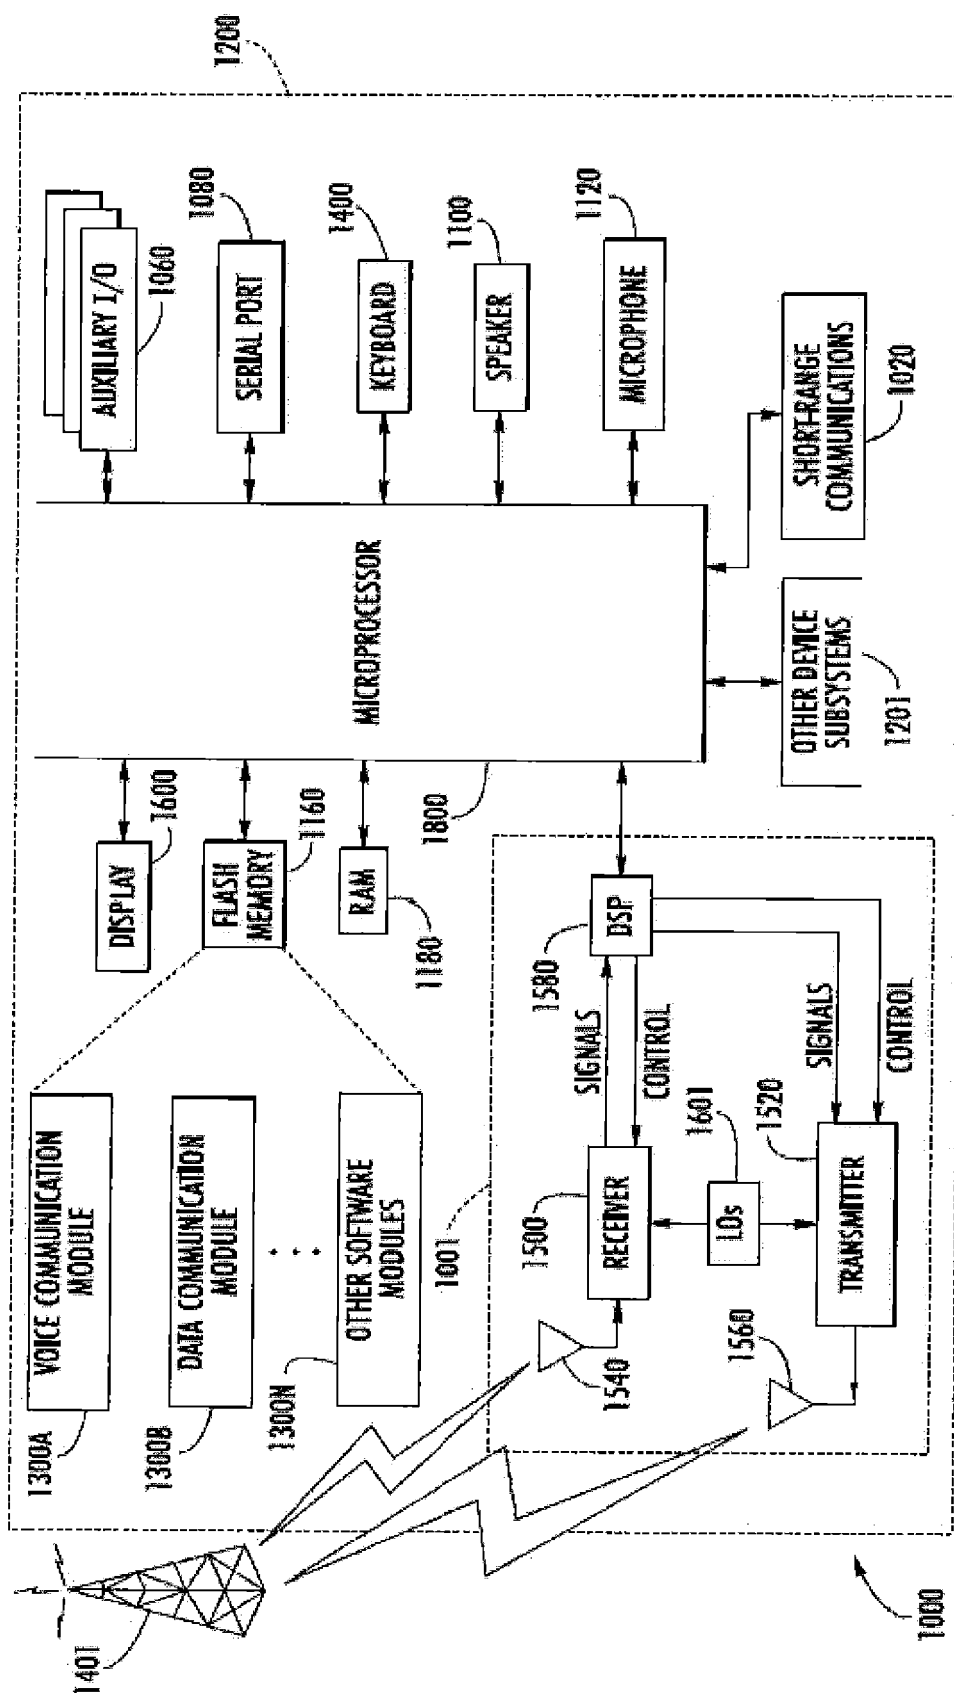 1401
1300A
VOICE COMMUNICATION
MODULE
1300B
DATA COMMUNICATION
MODULE
1300N
OTHER SOFTWARE
MODULES
DISPLAY
1600
FLASH
MEMORY
1160
RAM
1180
MICROPROCESSOR
1800
AUXILIARY I/O
1060
SERIAL PORT
1080
KEYBOARD
1400
SPEAKER
1100
MICROPHONE
1120
1200
1001
1500
RECEIVER
1540
SIGNALS
CONTROL
1580
DSP
LOs
1601
1560
TRANSMITTER
1520
SIGNALS
CONTROL
OTHER DEVICE
SUBSYSTEMS
1201
SHORT-RANGE
COMMUNICATIONS
1020
1000